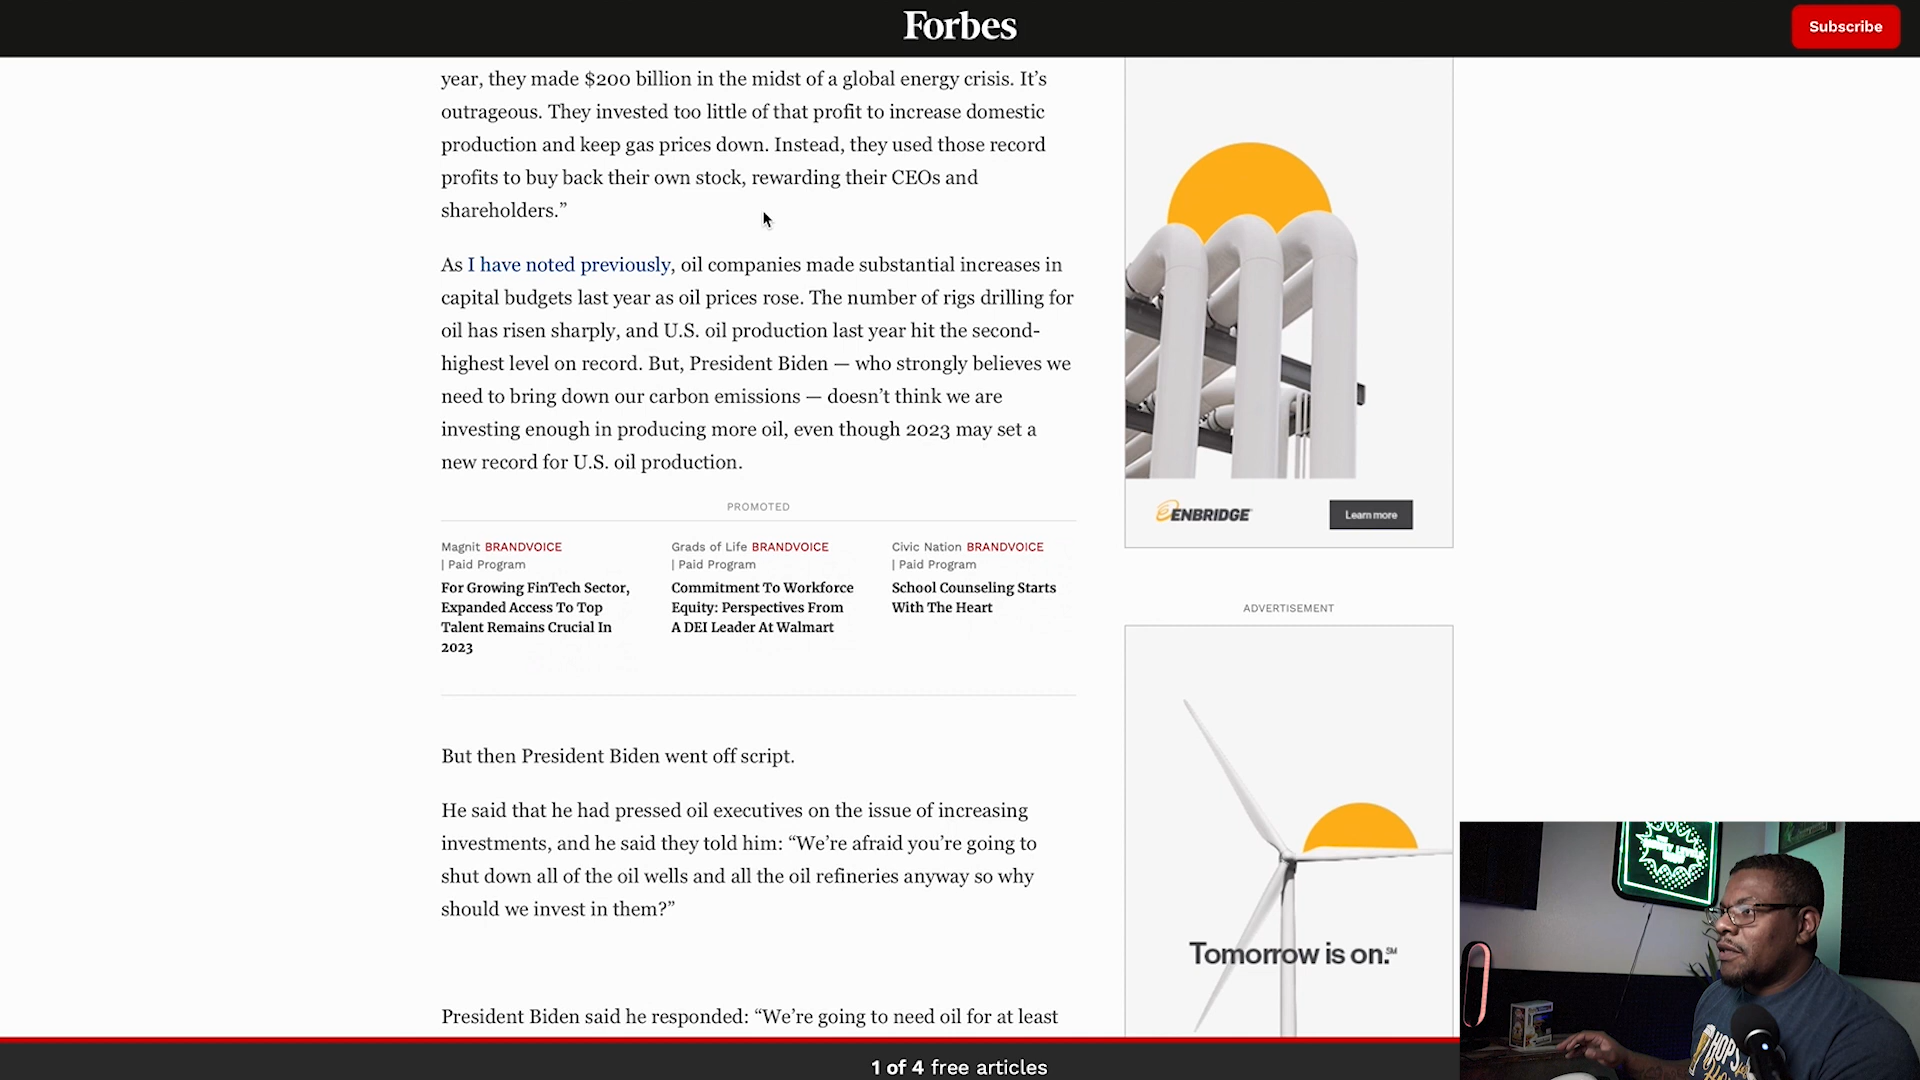 Forbes
Subscribe
year, they made $200 billion in the midst of a global energy crisis. It’s
outrageous. They invested too little of that profit to increase domestic
production and keep gas prices down. Instead, they used those record
profits to buy back their own stock, rewarding their CEOs and
shareholders.”
As I have noted previously, oil companies made substantial increases in
capital budgets last year as oil prices rose. The number of rigs drilling for
oil has risen sharply, and U.S. oil production last year hit the second-
highest level on record. But, President Biden — who strongly believes we
need to bring down our carbon emissions — doesn’t think we are
investing enough in producing more oil, even though 2023 may set a
new record for U.S. oil production.
PROMOTED
Magnit BRANDVOICE
| Paid Program
For Growing FinTech Sector,
Expanded Access To Top
Talent Remains Crucial In
2023
Grads of Life BRANDVOICE
| Paid Program
Commitment To Workforce
Equity: Perspectives From
A DEI Leader At Walmart
Civic Nation BRANDVOICE
| Paid Program
School Counseling Starts
With The Heart
But then President Biden went off script.
He said that he had pressed oil executives on the issue of increasing
investments, and he said they told him: “We’re afraid you’re going to
shut down all of the oil wells and all the oil refineries anyway so why
should we invest in them?”
President Biden said he responded: “We’re going to need oil for at least
ENBRIDGE
Learn more
ADVERTISEMENT
Tomorrow is on.℠
HOPS
1 of 4 free articles